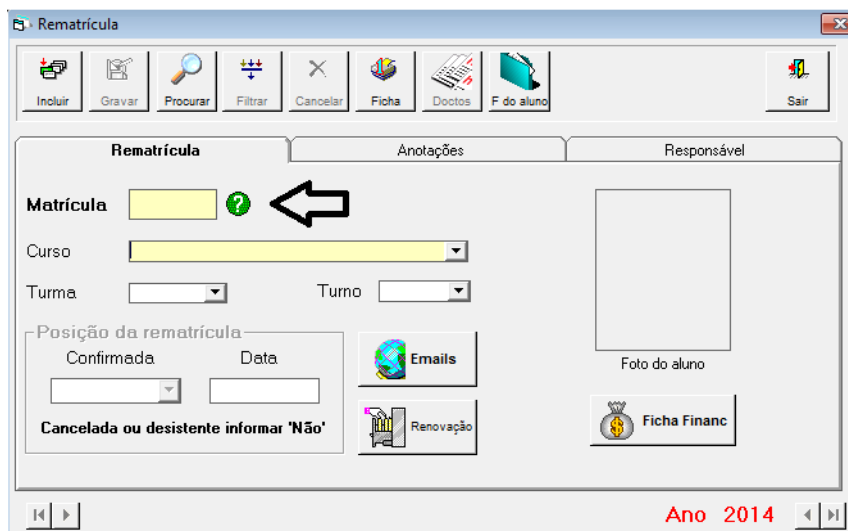 Rematrícula
Incluir Gravar Procurar Filtrar Cancelar Ficha Doctos F do aluno Sair
Rematrícula Anotações Responsável
Matrícula ?
Curso
Turma Turno
Posição da rematrícula
Confirmada Data
Emails
Foto do aluno
Cancelada ou desistente informar 'Não'
Renovação
Ficha Financ
Ano 2014